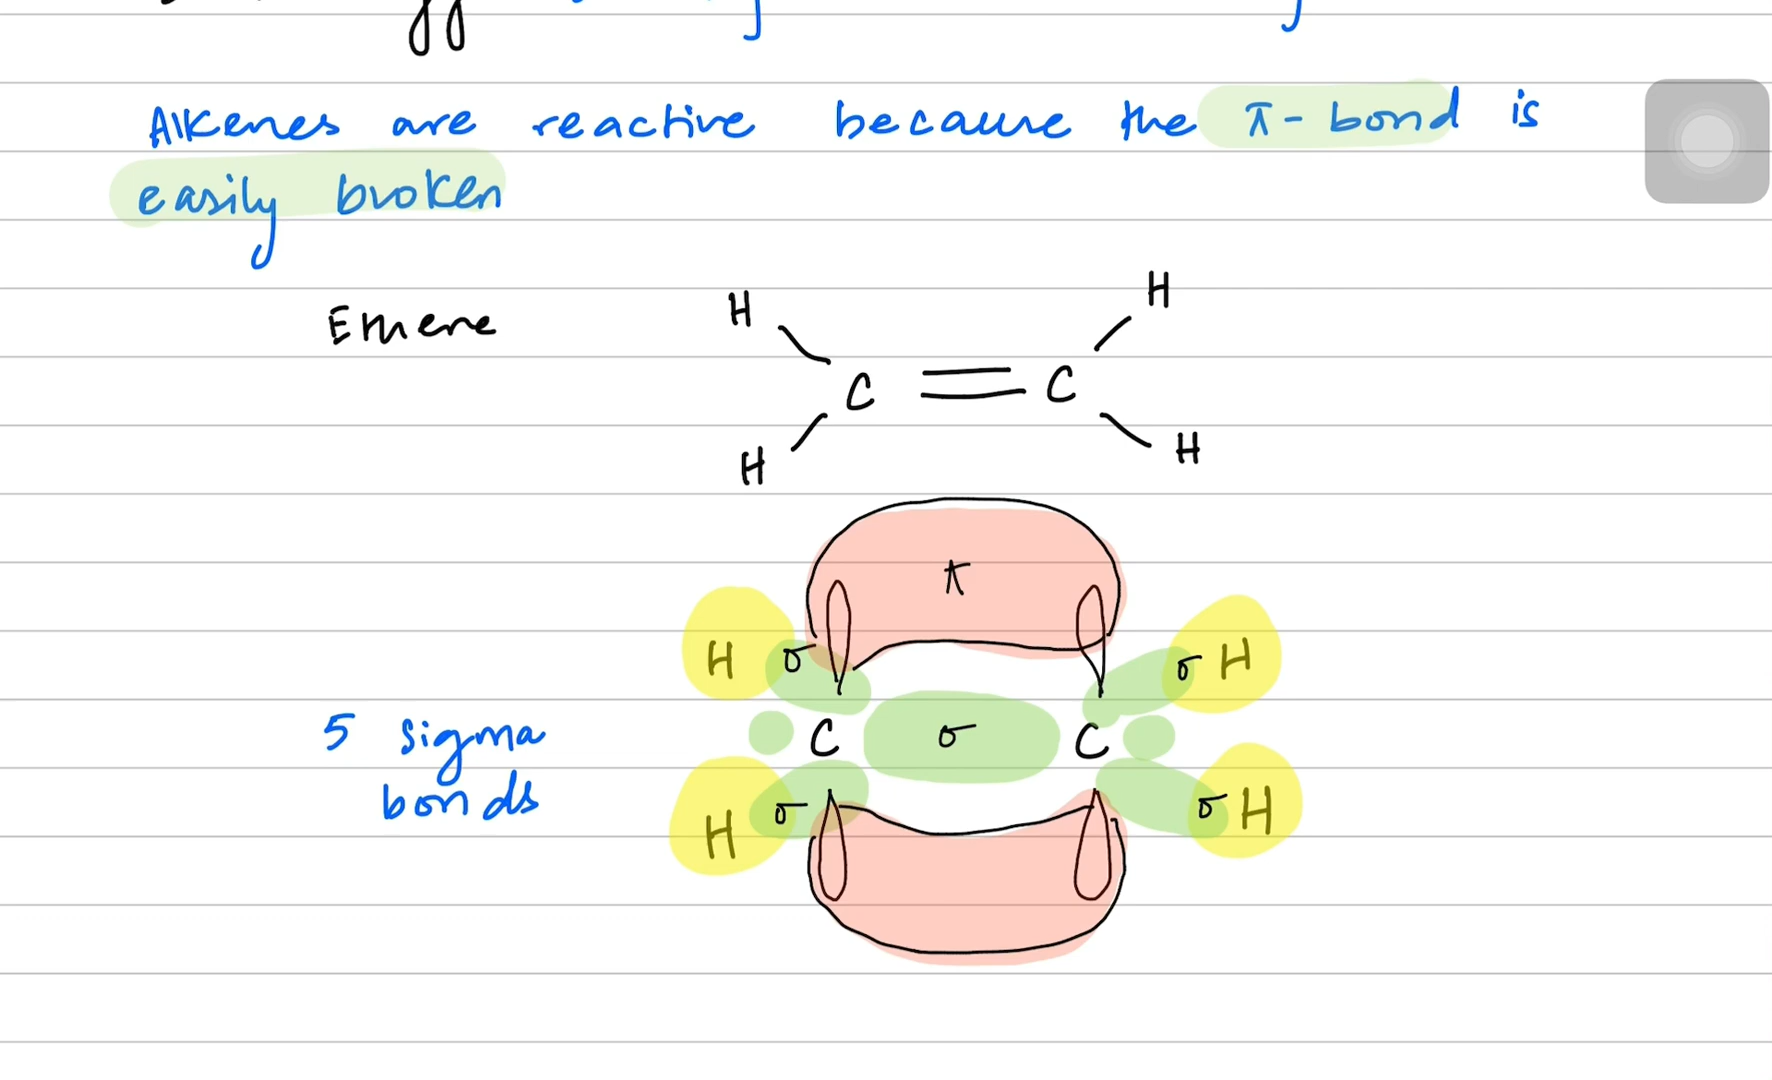 Alkenes are reactive because the π- bond is
easily broken
Ethene
H H
C = C
H H
π
H σ σ H
5 sigma C σ C
bonds H σ σ H